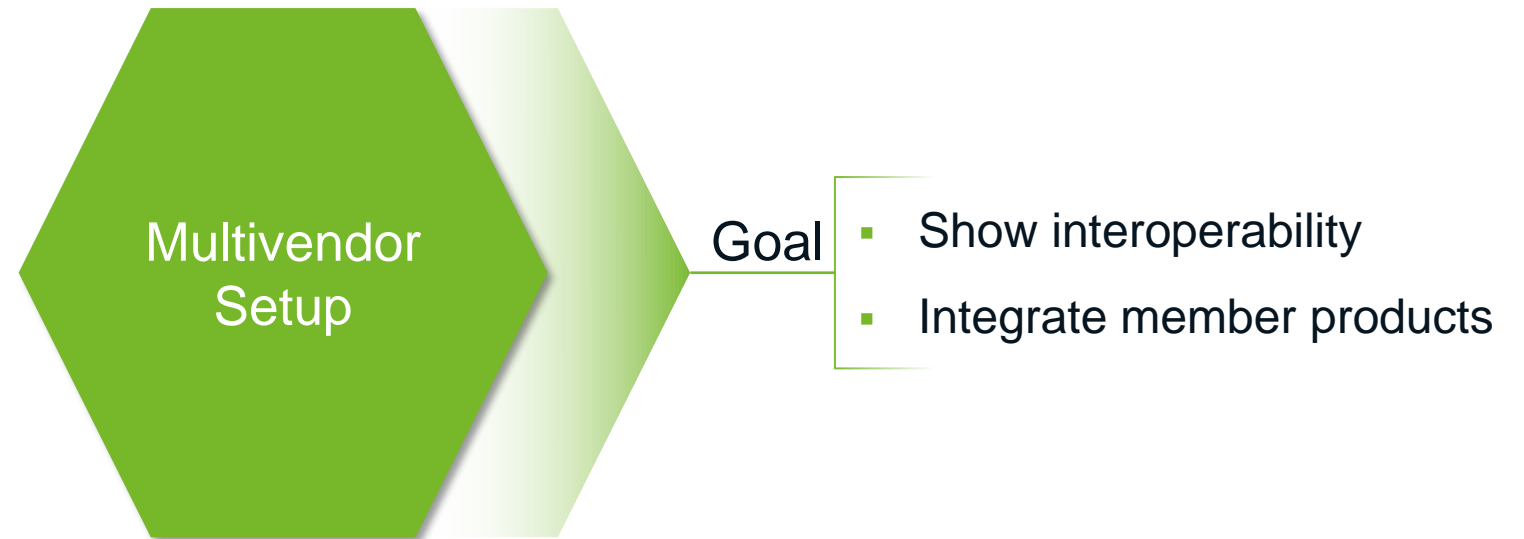 Multivendor
Setup
Goal
▪ Show interoperability
▪ Integrate member products